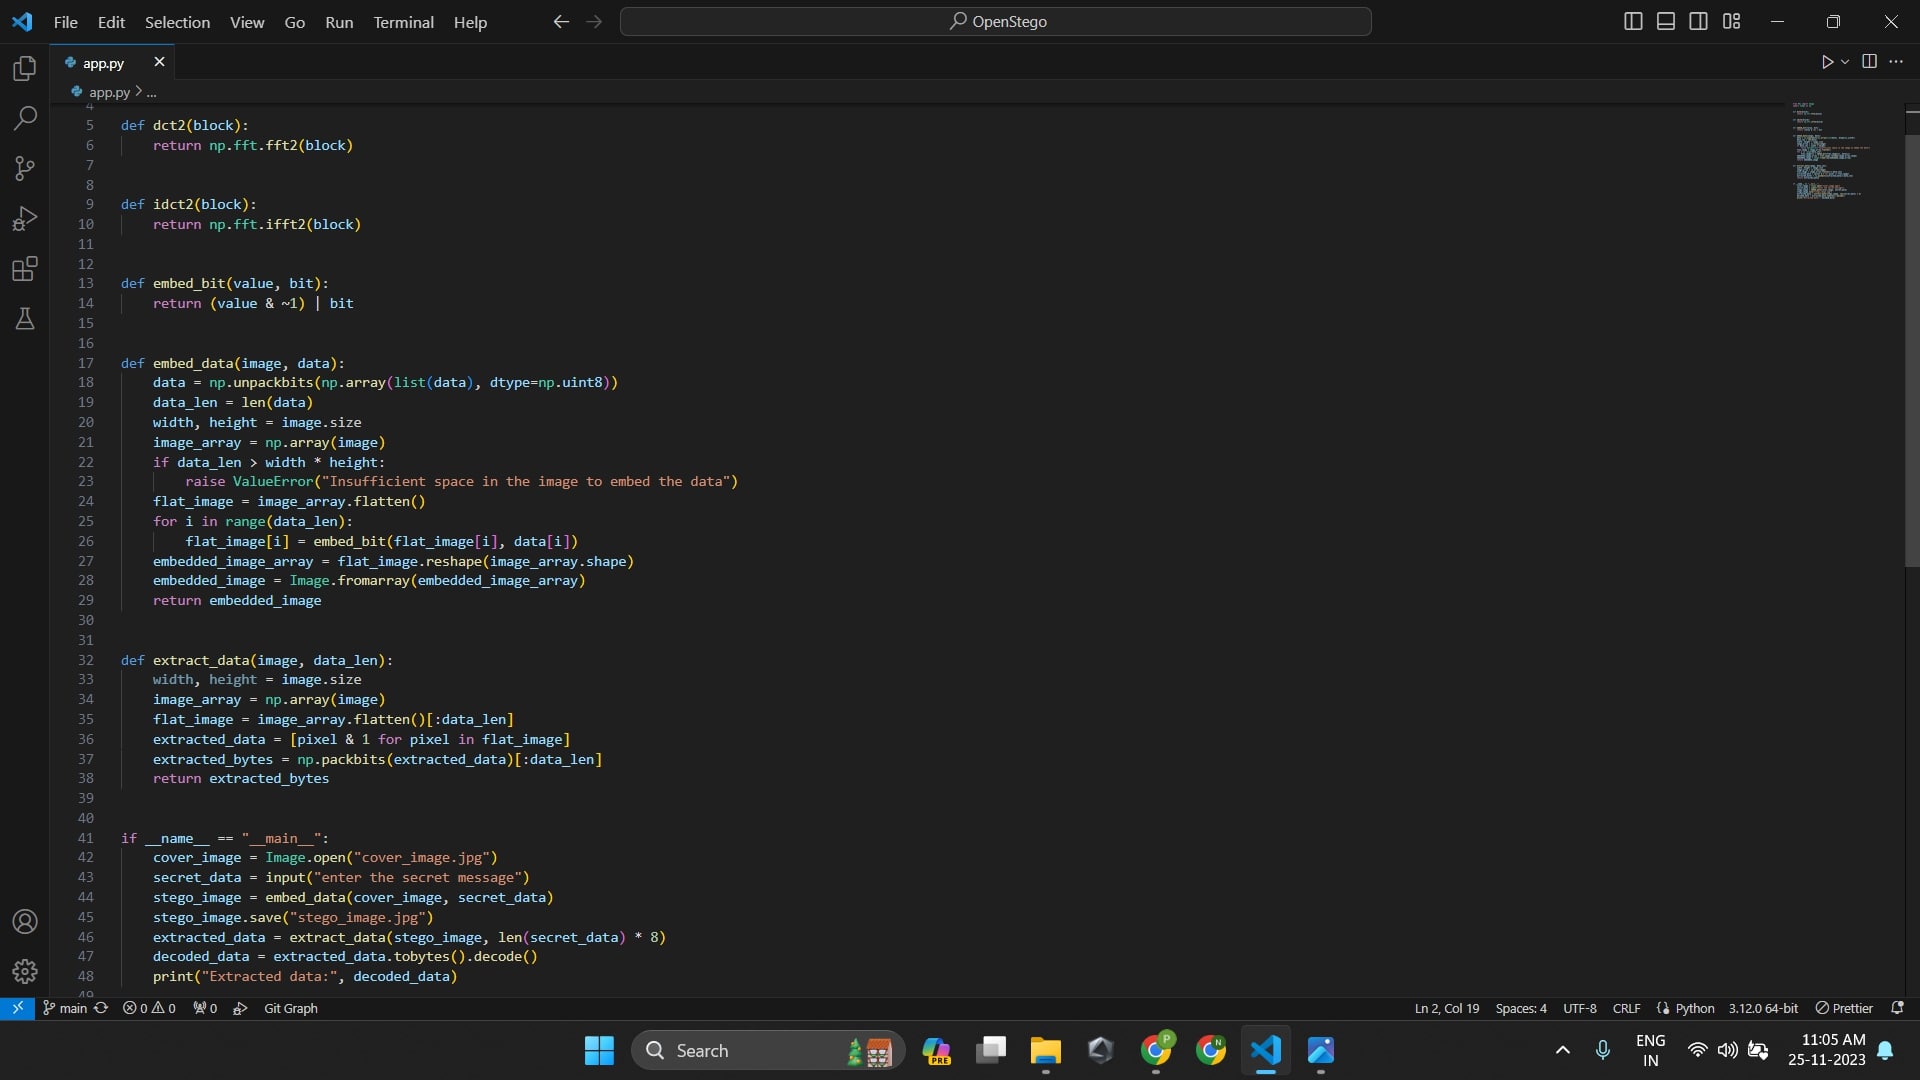 File Edit Selection View Go Run Terminal Help
OpenStego
app.py
app.py > ...
4
5 def dct2(block):
6 return np.fft.fft2(block)
7
8
9 def idct2(block):
10 return np.fft.ifft2(block)
11
12
13 def embed_bit(value, bit):
14 return (value & ~1) | bit
15
16
17 def embed_data(image, data):
18 data = np.unpackbits(np.array(list(data), dtype=np.uint8))
19 data_len = len(data)
20 width, height = image.size
21 image_array = np.array(image)
22 if data_len > width * height:
23 raise ValueError("Insufficient space in the image to embed the data")
24 flat_image = image_array.flatten()
25 for i in range(data_len):
26 flat_image[i] = embed_bit(flat_image[i], data[i])
27 embedded_image_array = flat_image.reshape(image_array.shape)
28 embedded_image = Image.fromarray(embedded_image_array)
29 return embedded_image
30
31
32 def extract_data(image, data_len):
33 width, height = image.size
34 image_array = np.array(image)
35 flat_image = image_array.flatten()[:data_len]
36 extracted_data = [pixel & 1 for pixel in flat_image]
37 extracted_bytes = np.packbits(extracted_data)[:data_len]
38 return extracted_bytes
39
40
41 if __name__ == "__main__":
42 cover_image = Image.open("cover_image.jpg")
43 secret_data = input("enter the secret message")
44 stego_image = embed_data(cover_image, secret_data)
45 stego_image.save("stego_image.jpg")
46 extracted_data = extract_data(stego_image, len(secret_data) * 8)
47 decoded_data = extracted_data.tobytes().decode()
48 print("Extracted data:", decoded_data)
49
main 0 0 0 Git Graph Ln 2, Col 19 Spaces: 4 UTF-8 CRLF Python 3.12.0 64-bit Prettier
Search PRE P N ENG IN 11:05 AM
25-11-2023